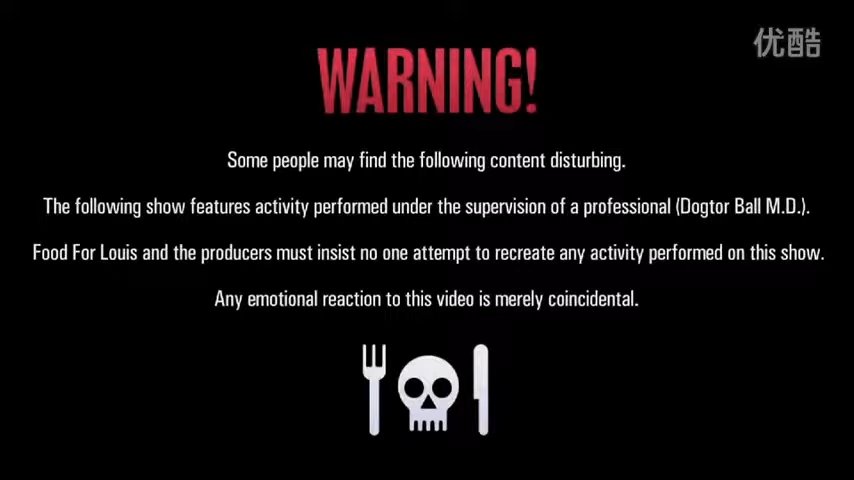 优酷
WARNING!
Some people may find the following content disturbing.
The following show features activity performed under the supervision of a professional (Dogtor Ball M.D.).
Food For Louis and the producers must insist no one attempt to recreate any activity performed on this show.
Any emotional reaction to this video is merely coincidental.